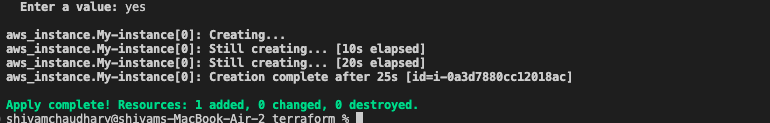 Enter a value: yes
aws_instance.My-instance[0]: Creating...
aws_instance.My-instance[0]: Still creating... [10s elapsed]
aws_instance.My-instance[0]: Still creating... [20s elapsed]
aws_instance.My-instance[0]: Creation complete after 25s [id=i-0a3d7880cc12018ac]
Apply complete! Resources: 1 added, 0 changed, 0 destroyed.
shivamchaudhary@shivams-MacBook-Air-2 terraform %